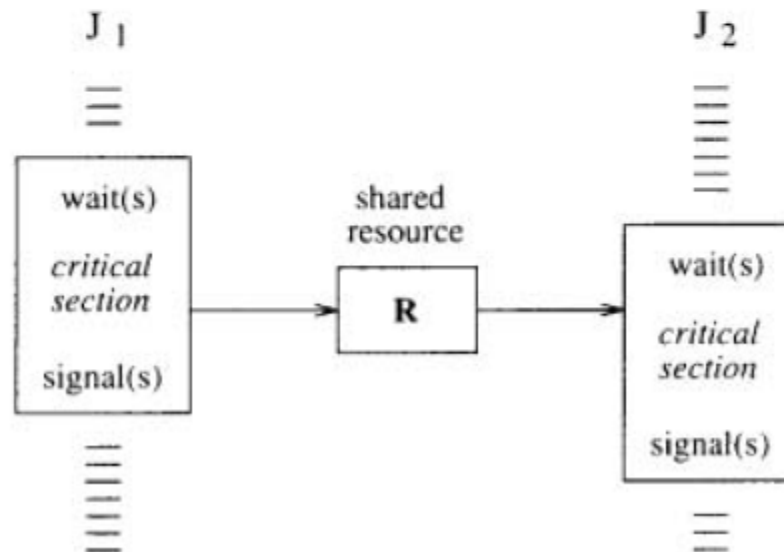 J 1
J 2
wait(s)
critical
section
signal(s)
shared
resource
R
wait(s)
critical
section
signal(s)